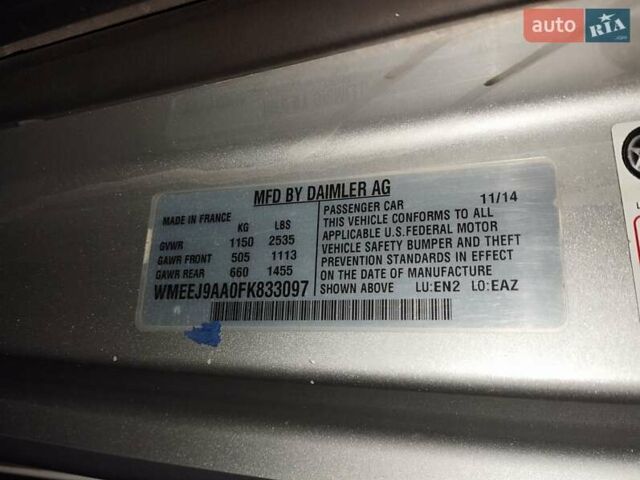 auto RIA
.com
MFD BY DAIMLER AG
MADE IN FRANCE
KG LBS
GVWR 1150 2535
GAWR FRONT 505 1113
GAWR REAR 660 1455
WMEEJ9AA0FK833097
PASSENGER CAR 11/14
THIS VEHICLE CONFORMS TO ALL
APPLICABLE U.S.FEDERAL MOTOR
VEHICLE SAFETY BUMPER AND THEFT
PREVENTION STANDARDS IN EFFECT
ON THE DATE OF MANUFACTURE
SHOWN ABOVE LU:EN2 LO:EAZ